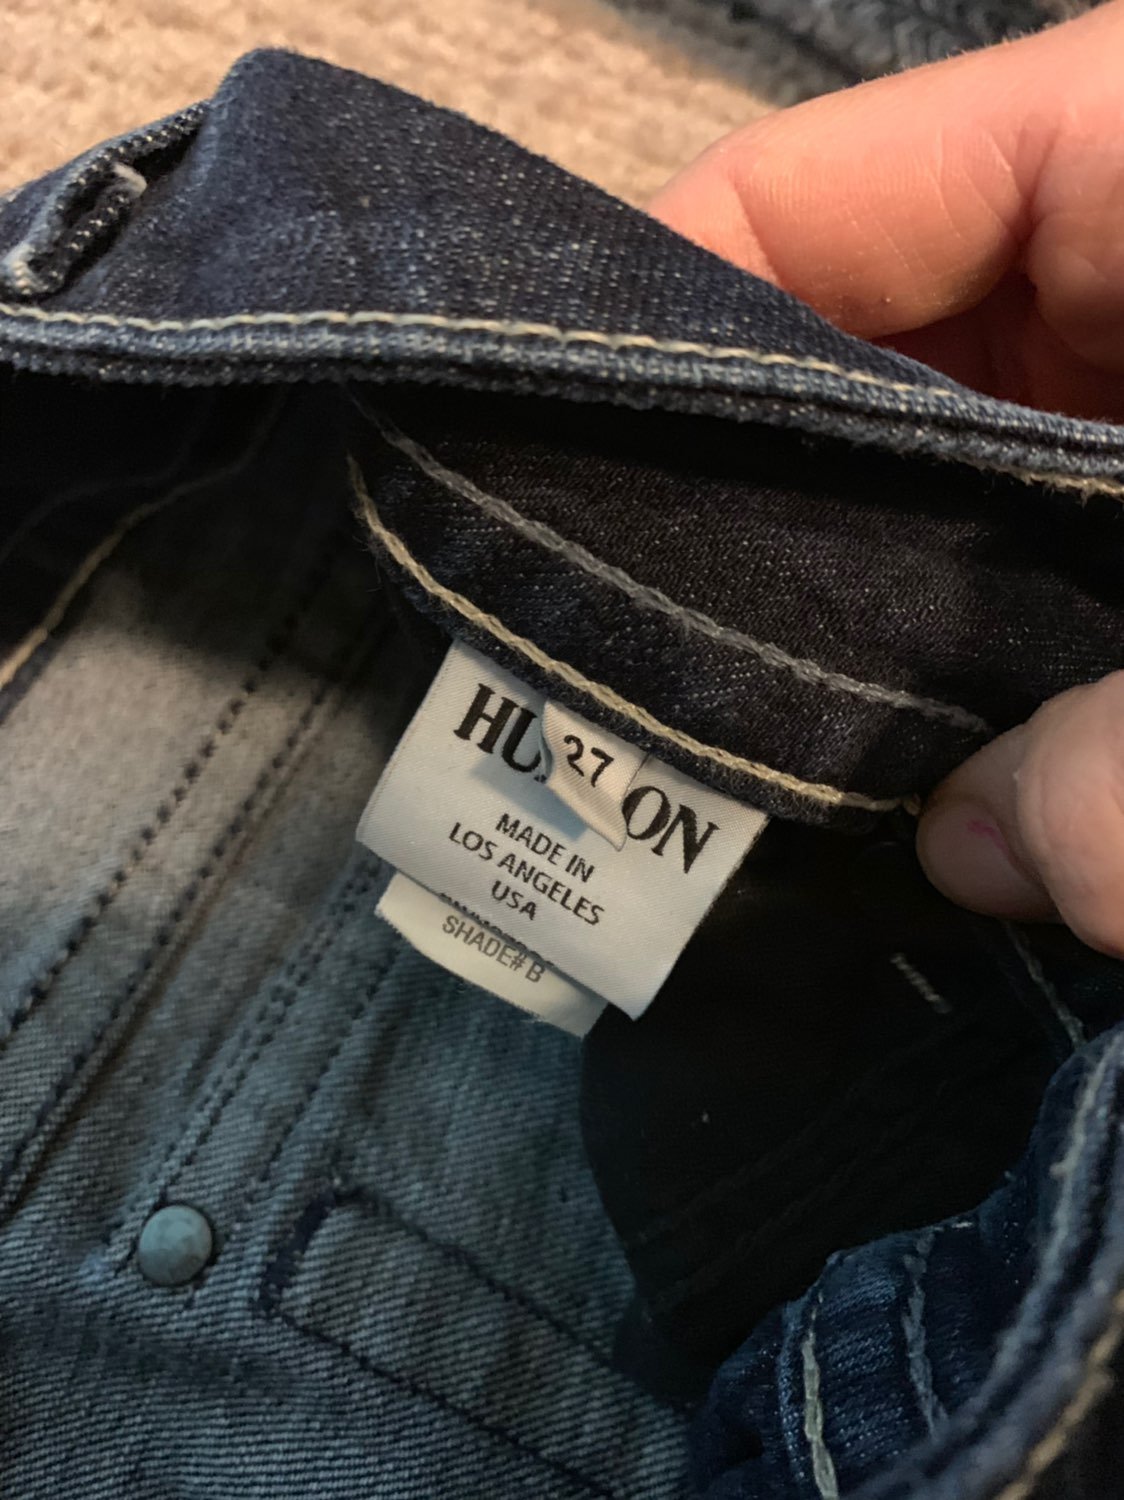 HU ON
27
MADE IN
LOS ANGELES
USA
SHADE# B